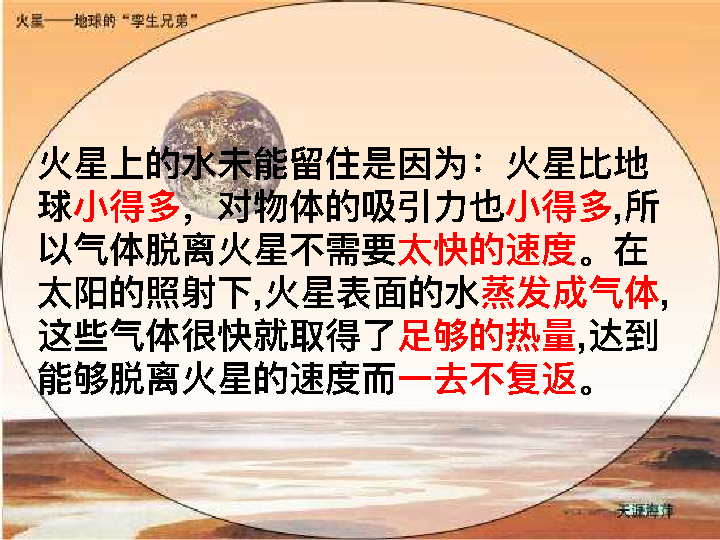 火星——地球的“孪生兄弟”
火星上的水未能留住是因为：火星比地
球小得多，对物体的吸引力也小得多,所
以气体脱离火星不需要太快的速度。在
太阳的照射下,火星表面的水蒸发成气体,
这些气体很快就取得了足够的热量,达到
能够脱离火星的速度而一去不复返。
天涯海洋